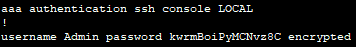 aaa authentication ssh console LOCAL
!
username Admin password kwrmBoiPyMCNvz8C encrypted